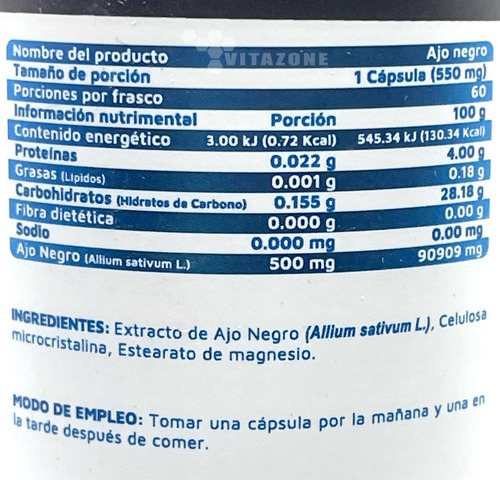 VITAZONE
Nombre del producto Ajo negro
Tamaño de porción 1 Cápsula (550 mg)
Porciones por frasco 60
Información nutrimental Porción 100 g
Contenido energético 3.00 kJ (0.72 Kcal) 545.34 kJ (130.34 Kcal)
Proteínas 0.022 g 4.00 g
Grasas (Lípidos) 0.001 g 0.18 g
Carbohidratos (Hidratos de Carbono) 0.155 g 28.18 g
Fibra dietética 0.000 g 0.00 g
Sodio 0.000 mg 0.00 mg
Ajo Negro (Allium sativum L.) 500 mg 90909 mg
INGREDIENTES: Extracto de Ajo Negro (Allium sativum L.), Celulosa
microcristalina, Estearato de magnesio.
MODO DE EMPLEO: Tomar una cápsula por la mañana y una en
la tarde después de comer.